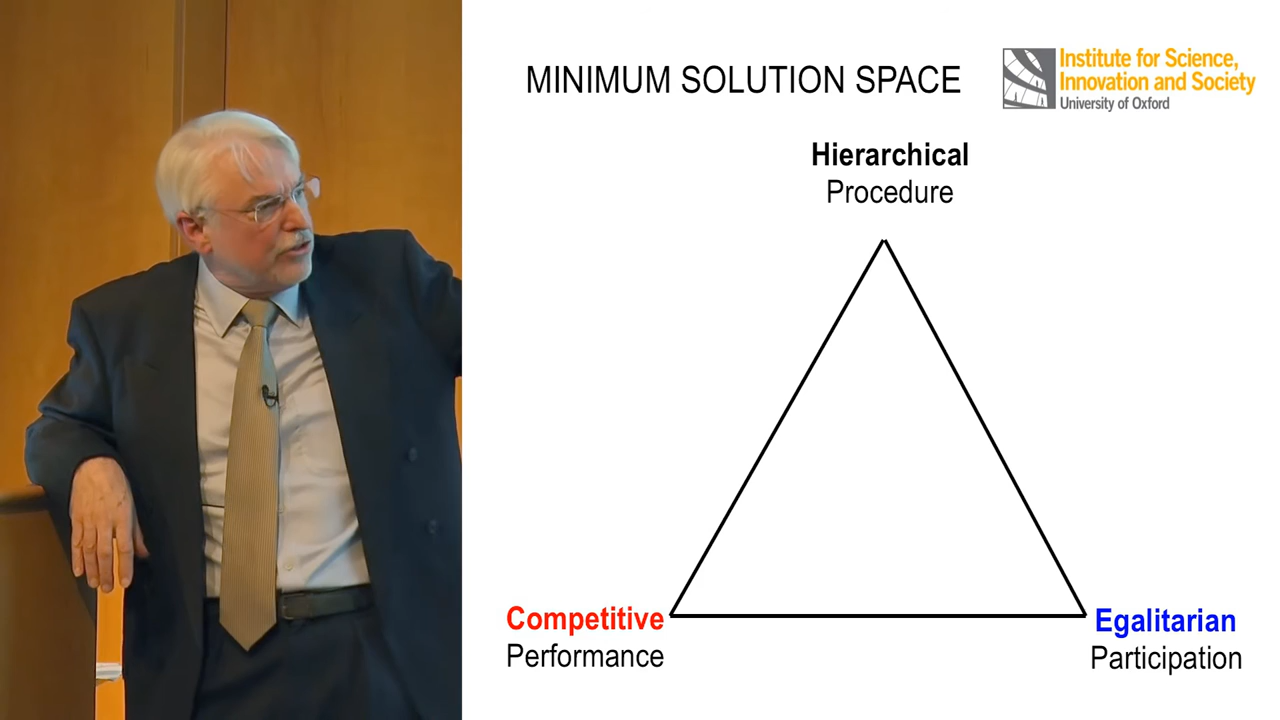 MINIMUM SOLUTION SPACE
Institute for Science,
Innovation and Society
University of Oxford
Hierarchical
Procedure
Competitive
Performance
Egalitarian
Participation